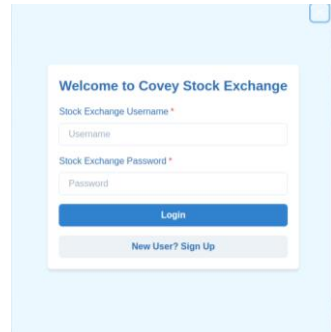 Welcome to Covey Stock Exchange
Stock Exchange Username *
Username
Stock Exchange Password *
Password
Login
New User? Sign Up